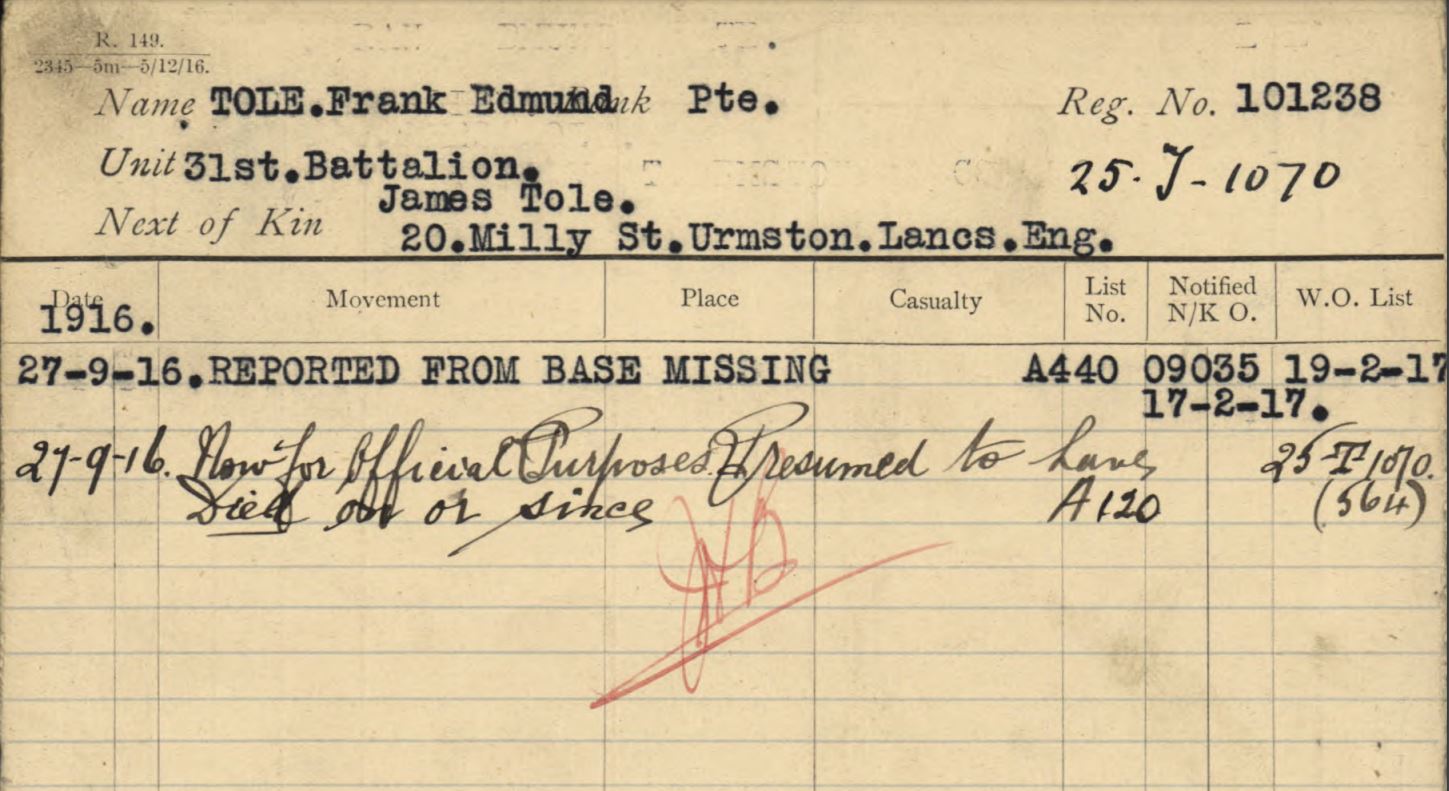 R. 149.
2345—5m—5/12/16.
Name TOLE.Frank Edmund Rank Pte. Reg. No. 101238
Unit 31st.Battalion. 25-J-1070
James Tole.
Next of Kin 20.Milly St.Urmston.Lancs.Eng.
Date Movement Place Casualty List No. Notified N/K O. W.O. List
1916.
27-9-16. REPORTED FROM BASE MISSING A440 09035 19-2-17
17-2-17.
27-9-16. Now for Official Purposes Presumed to have 25-T-1070.
Died on or since A120 (564)